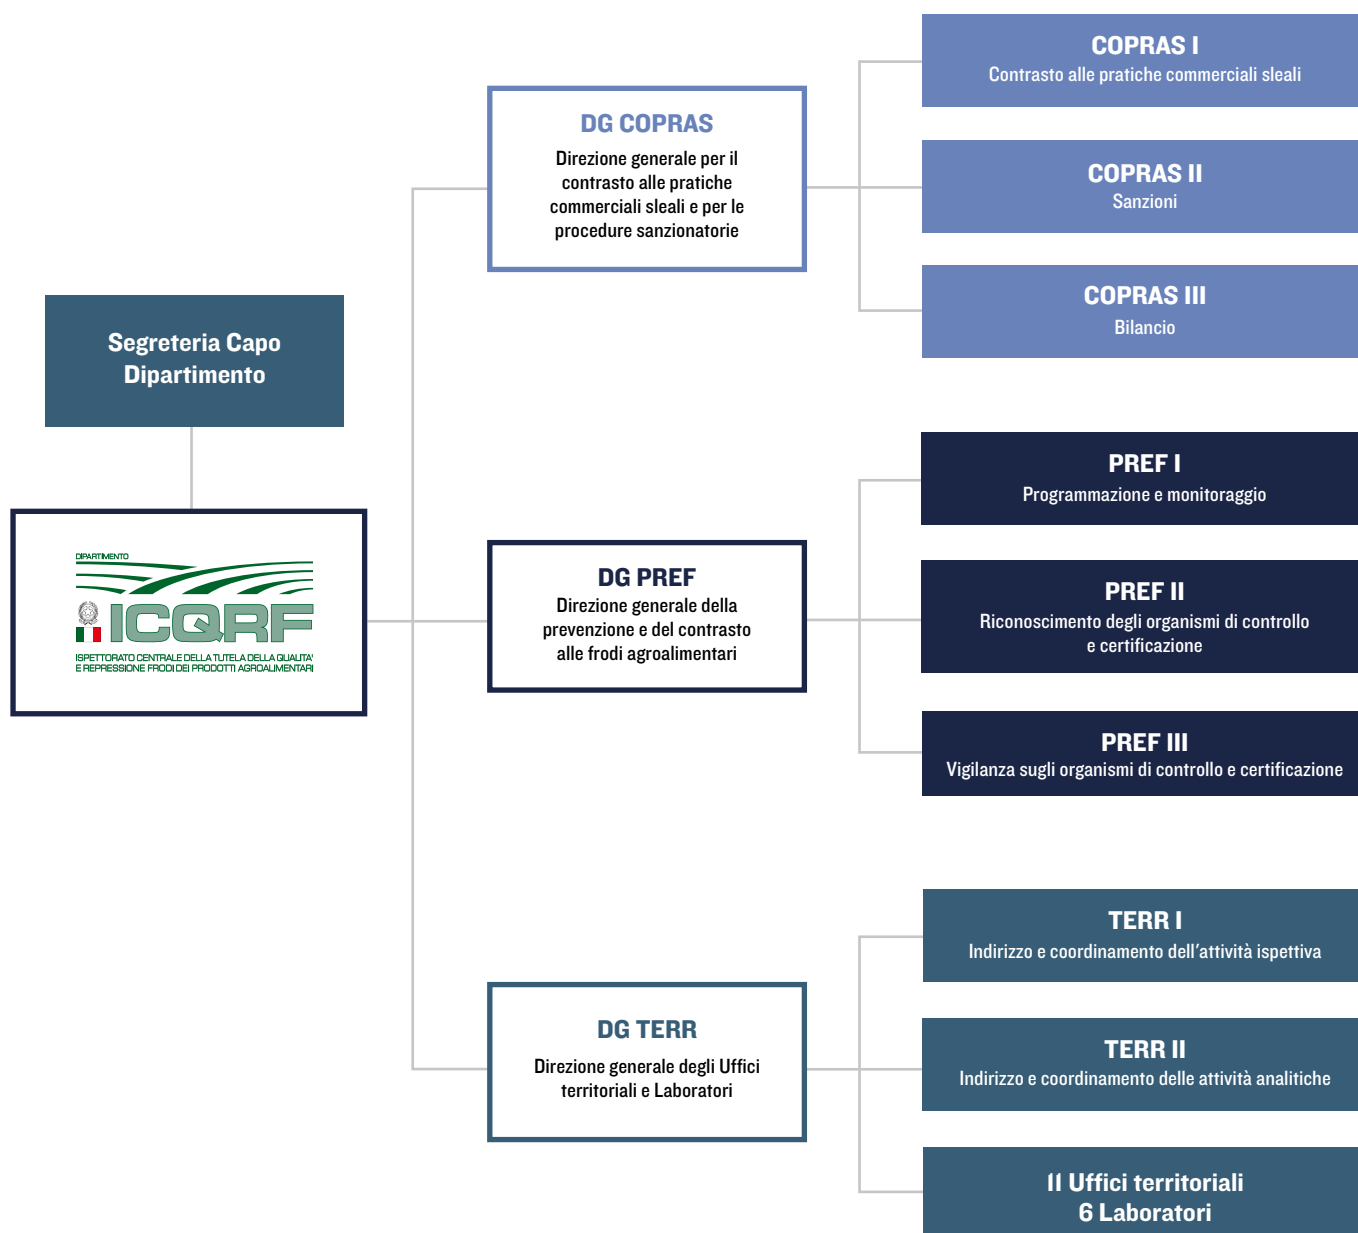 COPRAS I
Contrasto alle pratiche commerciali sleali
DG COPRAS
Direzione generale per il
contrasto alle pratiche
commerciali sleali e per le
procedure sanzionatorie
COPRAS II
Sanzioni
COPRAS III
Bilancio
Segreteria Capo
Dipartimento
DIPARTIMENTO
ICQRF
ISPETTORATO CENTRALE DELLA TUTELA DELLA QUALITA'
E REPRESSIONE FRODI DEI PRODOTTI AGROALIMENTARI
DG PREF
Direzione generale della
prevenzione e del contrasto
alle frodi agroalimentari
PREF I
Programmazione e monitoraggio
PREF II
Riconoscimento degli organismi di controllo
e certificazione
PREF III
Vigilanza sugli organismi di controllo e certificazione
DG TERR
Direzione generale degli Uffici
territoriali e Laboratori
TERR I
Indirizzo e coordinamento dell'attività ispettiva
TERR II
Indirizzo e coordinamento delle attività analitiche
11 Uffici territoriali
6 Laboratori